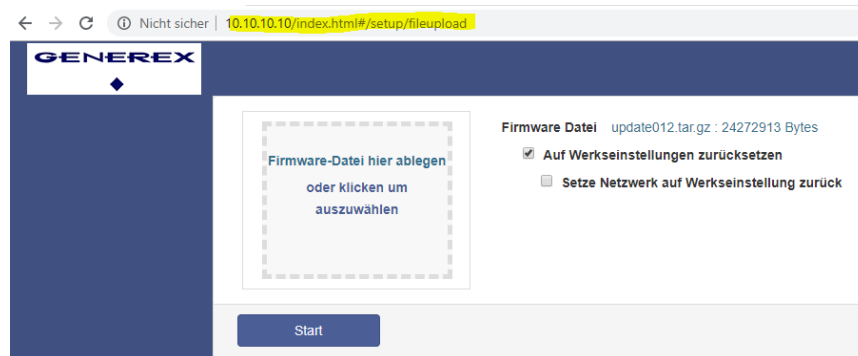 Nicht sicher | 10.10.10.10/index.html#/setup/fileupload
GENEREX
Firmware-Datei hier ablegen
oder klicken um
auszuwählen
Firmware Datei update012.tar.gz : 24272913 Bytes
Auf Werkseinstellungen zurücksetzen
Setze Netzwerk auf Werkseinstellung zurück
Start